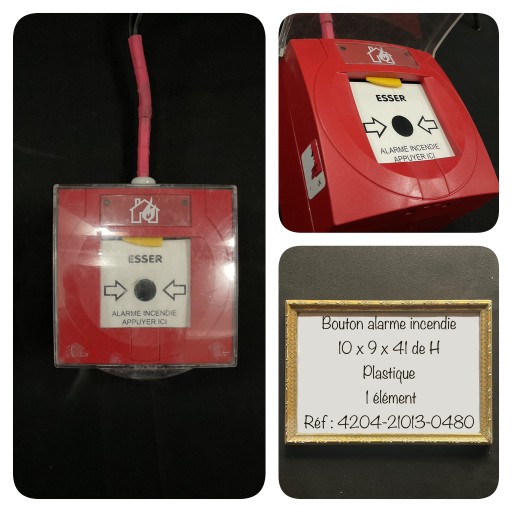 ESSER
ALARME INCENDIE
APPUYER ICI
ESSER
ALARME INCENDIE
APPUYER ICI
Bouton alarme incendie
10 x 9 x 41 de H
Plastique
1 élément
Réf : 4204-21013-0480